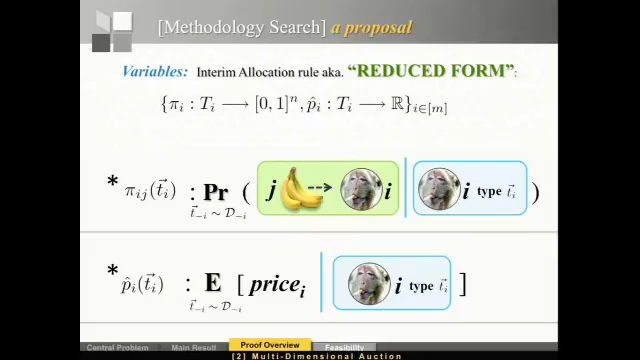 [Methodology Search] a proposal
Variables: Interim Allocation rule aka. “REDUCED FORM”:
{π_i : T_i ⟶ [0, 1]^n, p̂_i : T_i ⟶ ℝ}_{i∈[m]}
* π_{ij}(t⃗_i) : Pr ( j ⇢ i | i type t⃗_i )
t⃗_{−i} ∼ D_{−i}
* p̂_i(t⃗_i) : E [ price_i | i type t⃗_i ]
t⃗_{−i} ∼ D_{−i}
Central Problem Main Result Proof Overview Feasibility
[2] Multi-Dimensional Auction